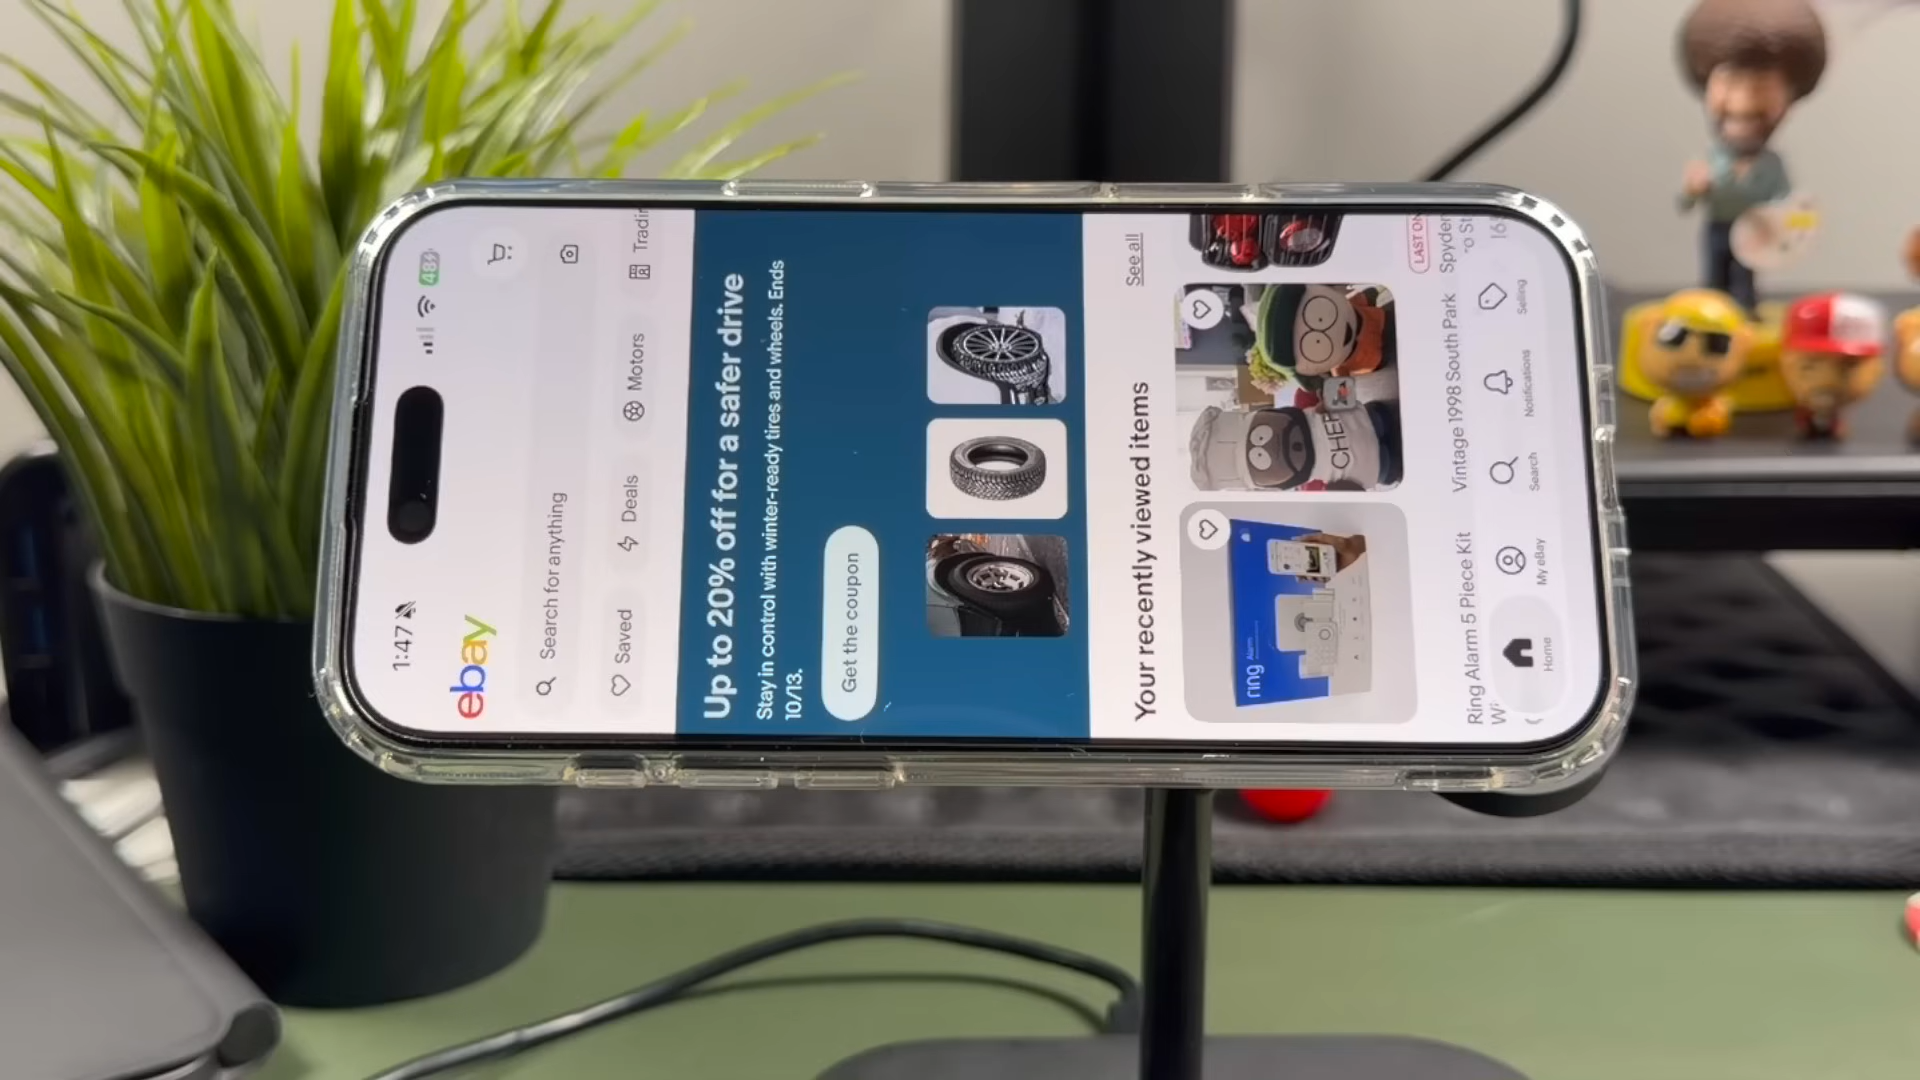 1:47
48
ebay
Search for anything
Saved
Deals
Motors
Up to 20% off for a safer drive
Stay in control with winter-ready tires and wheels. Ends
10/13.
Get the coupon
Your recently viewed items
See all
ring
Alarm
CHEF
LAST
Ring Alarm 5 Piece Kit
Vintage 1998 South Park
Spyder
Home
My eBay
Search
Notifications
Selling